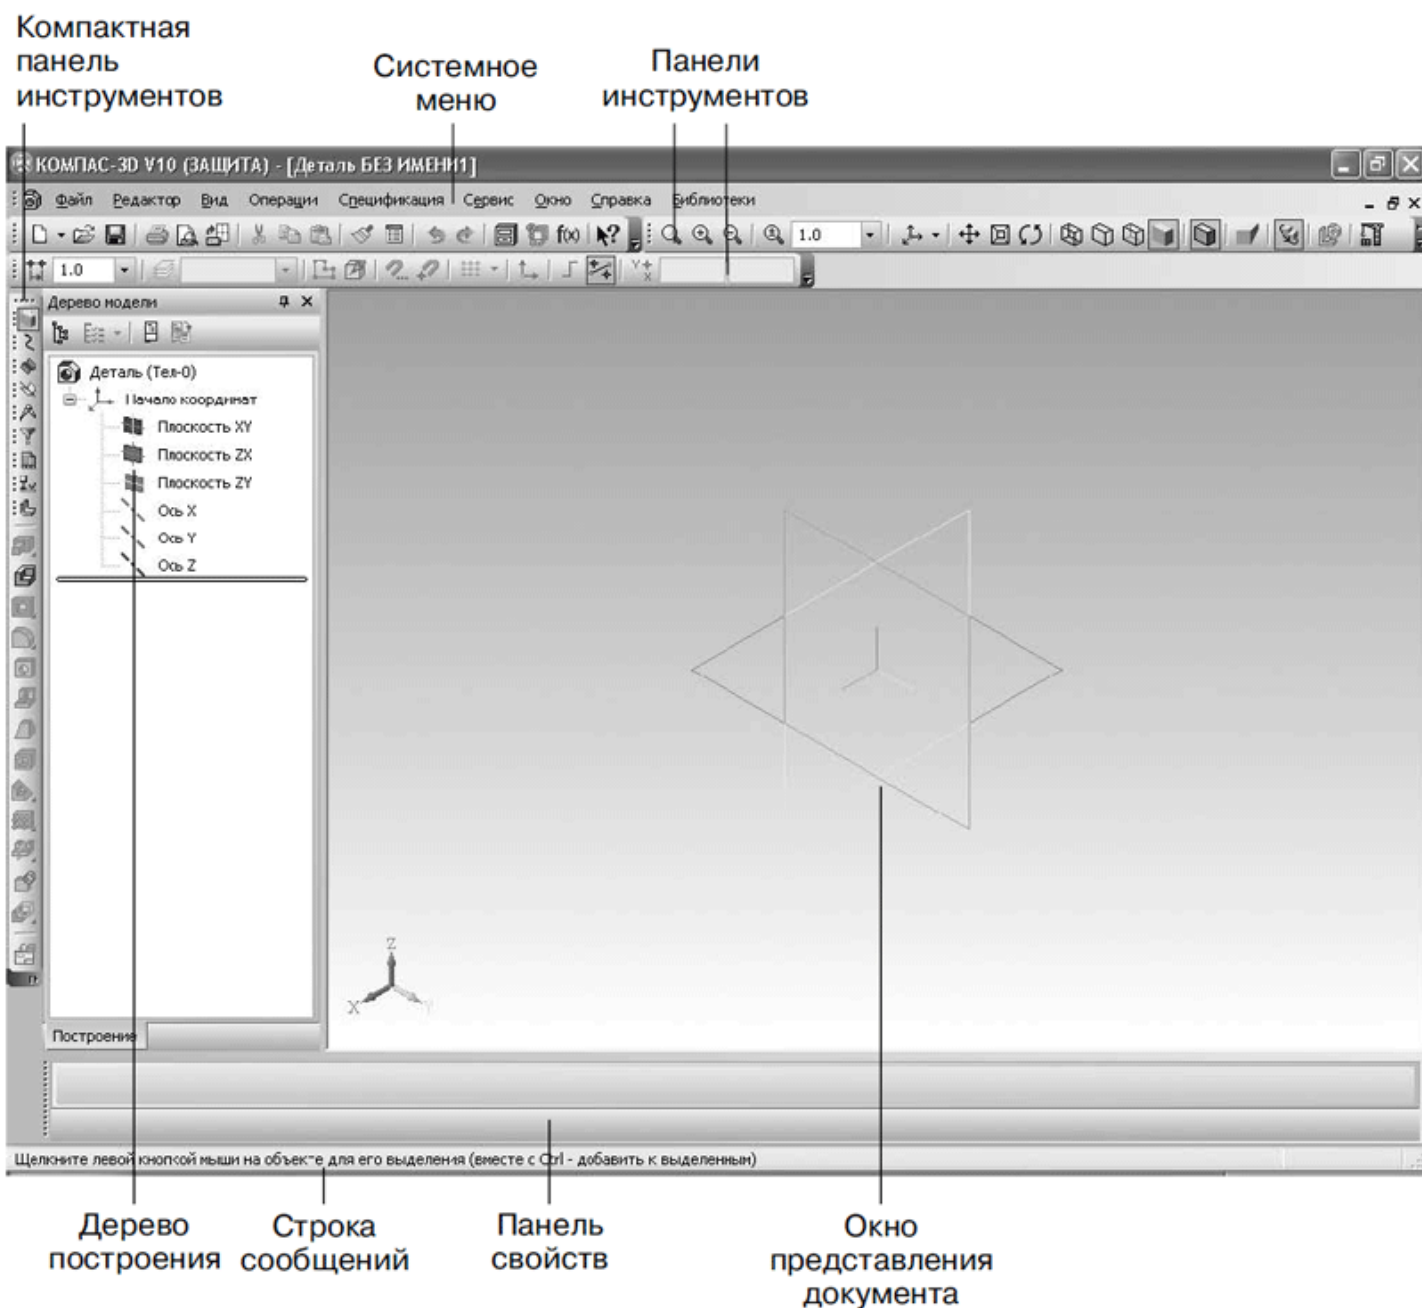 Компактная
панель
инструментов
Системное
меню
Панели
инструментов
КОМПАС-3D V10 (ЗАЩИТА) - [Деталь БЕЗ ИМЕНИ1]
Файл Редактор Вид Операции Спецификация Сервис Окно Справка Библиотеки
1.0
f(x)
1.0
Дерево модели
Деталь (Тел-0)
Начало координат
Плоскость XY
Плоскость ZX
Плоскость ZY
Ось X
Ось Y
Ось Z
Z
X
Y
Построение
Щелкните левой кнопкой мыши на объекте для его выделения (вместе с Ctrl - добавить к выделенным)
Дерево
построения
Строка
сообщений
Панель
свойств
Окно
представления
документа